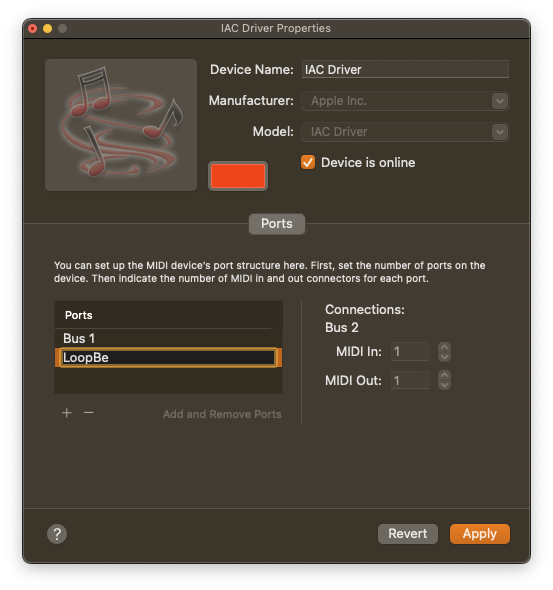 IAC Driver Properties
Device Name: IAC Driver
Manufacturer: Apple Inc.
Model: IAC Driver
Device is online
Ports
You can set up the MIDI device's port structure here. First, set the number of ports on the
device. Then indicate the number of MIDI in and out connectors for each port.
Ports
Bus 1
LoopBe
+ −
Add and Remove Ports
Connections:
Bus 2
MIDI In: 1
MIDI Out: 1
?
Revert
Apply